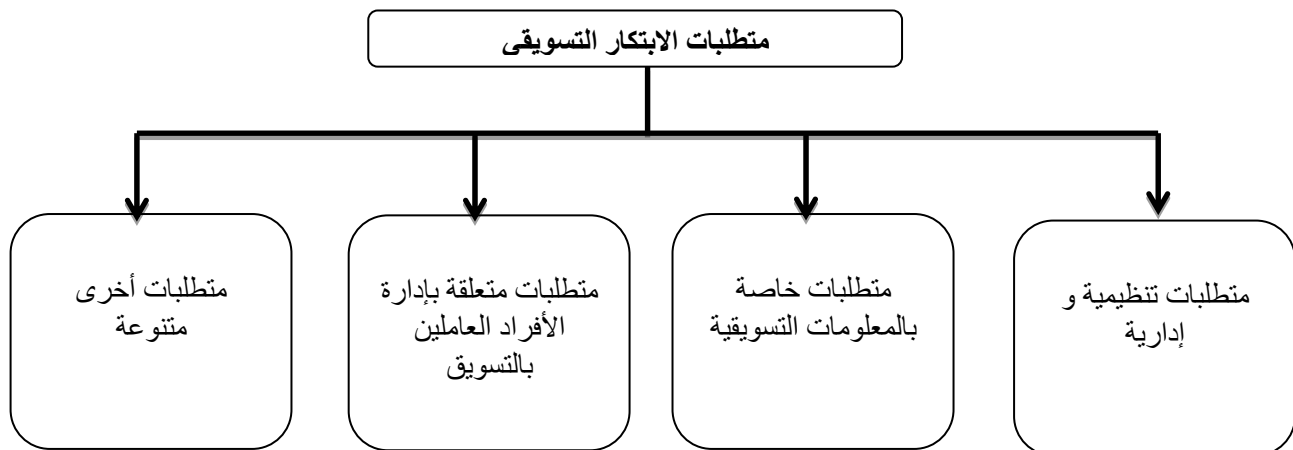 متطلبات الابتكار التسويقى
متطلبات تنظيمية و
إدارية
متطلبات خاصة
بالمعلومات التسويقية
متطلبات متعلقة بإدارة
الأفراد العاملين
بالتسويق
متطلبات أخرى
متنوعة